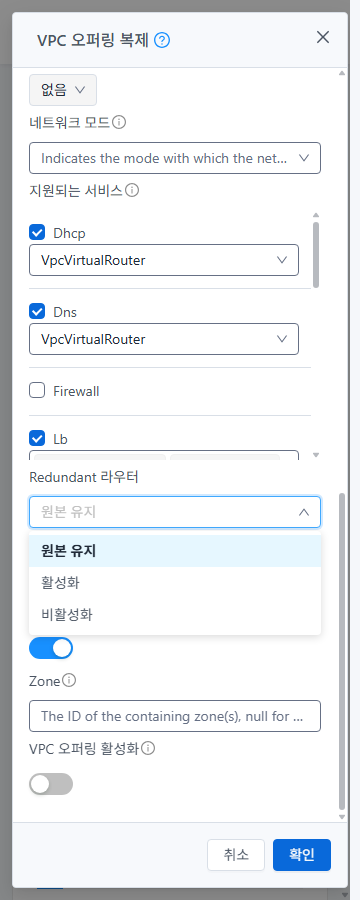 VPC 오퍼링 복제
없음
네트워크 모드
Indicates the mode with which the net...
지원되는 서비스
Dhcp
VpcVirtualRouter
Dns
VpcVirtualRouter
Firewall
Lb
Redundant 라우터
원본 유지
원본 유지
활성화
비활성화
Zone
The ID of the containing zone(s), null for ...
VPC 오퍼링 활성화
취소 확인